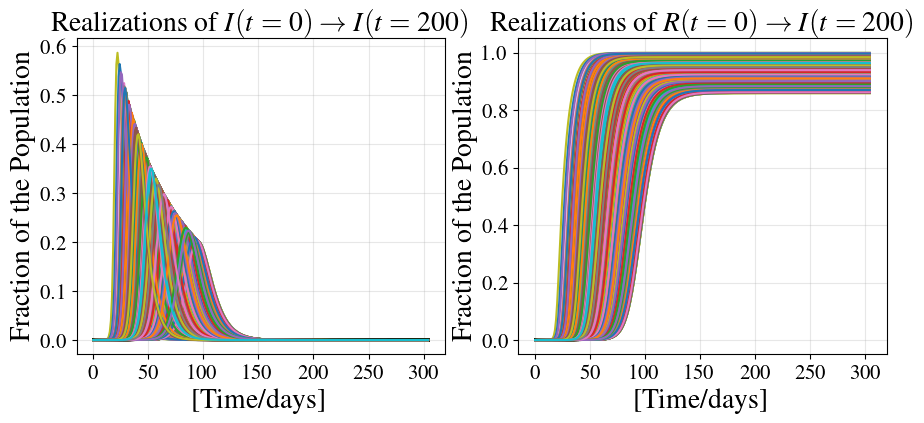 Realizations of I(t = 0) → I(t = 200)
Fraction of the Population
0.6
0.5
0.4
0.3
0.2
0.1
0.0
0 50 100 150 200 250 300
[Time/days]
Realizations of R(t = 0) → I(t = 200)
Fraction of the Population
1.0
0.8
0.6
0.4
0.2
0.0
0 50 100 150 200 250 300
[Time/days]